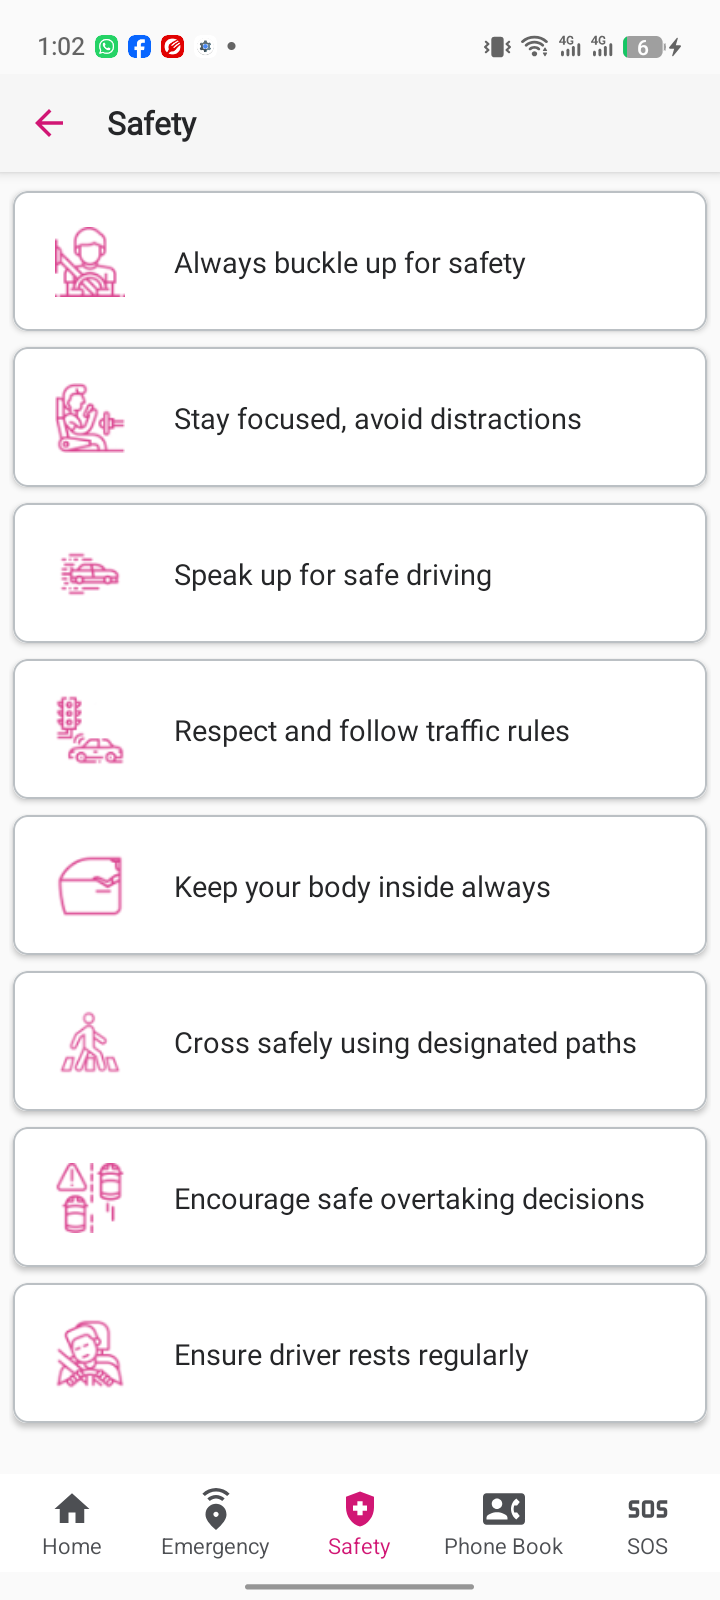 1:02
4G
4G
6
Safety
Always buckle up for safety
Stay focused, avoid distractions
Speak up for safe driving
Respect and follow traffic rules
Keep your body inside always
Cross safely using designated paths
Encourage safe overtaking decisions
Ensure driver rests regularly
SOS
Home
Emergency
Safety
Phone Book
SOS